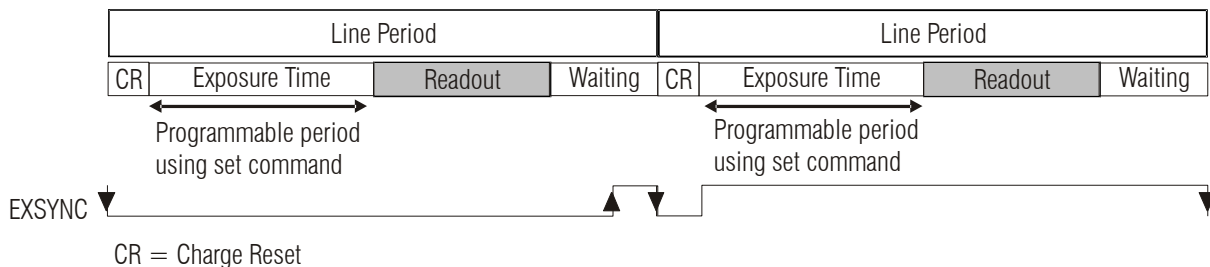 Line Period Line Period
CR Exposure Time Readout Waiting CR Exposure Time Readout Waiting
Programmable period
using set command
Programmable period
using set command
EXSYNC
CR = Charge Reset